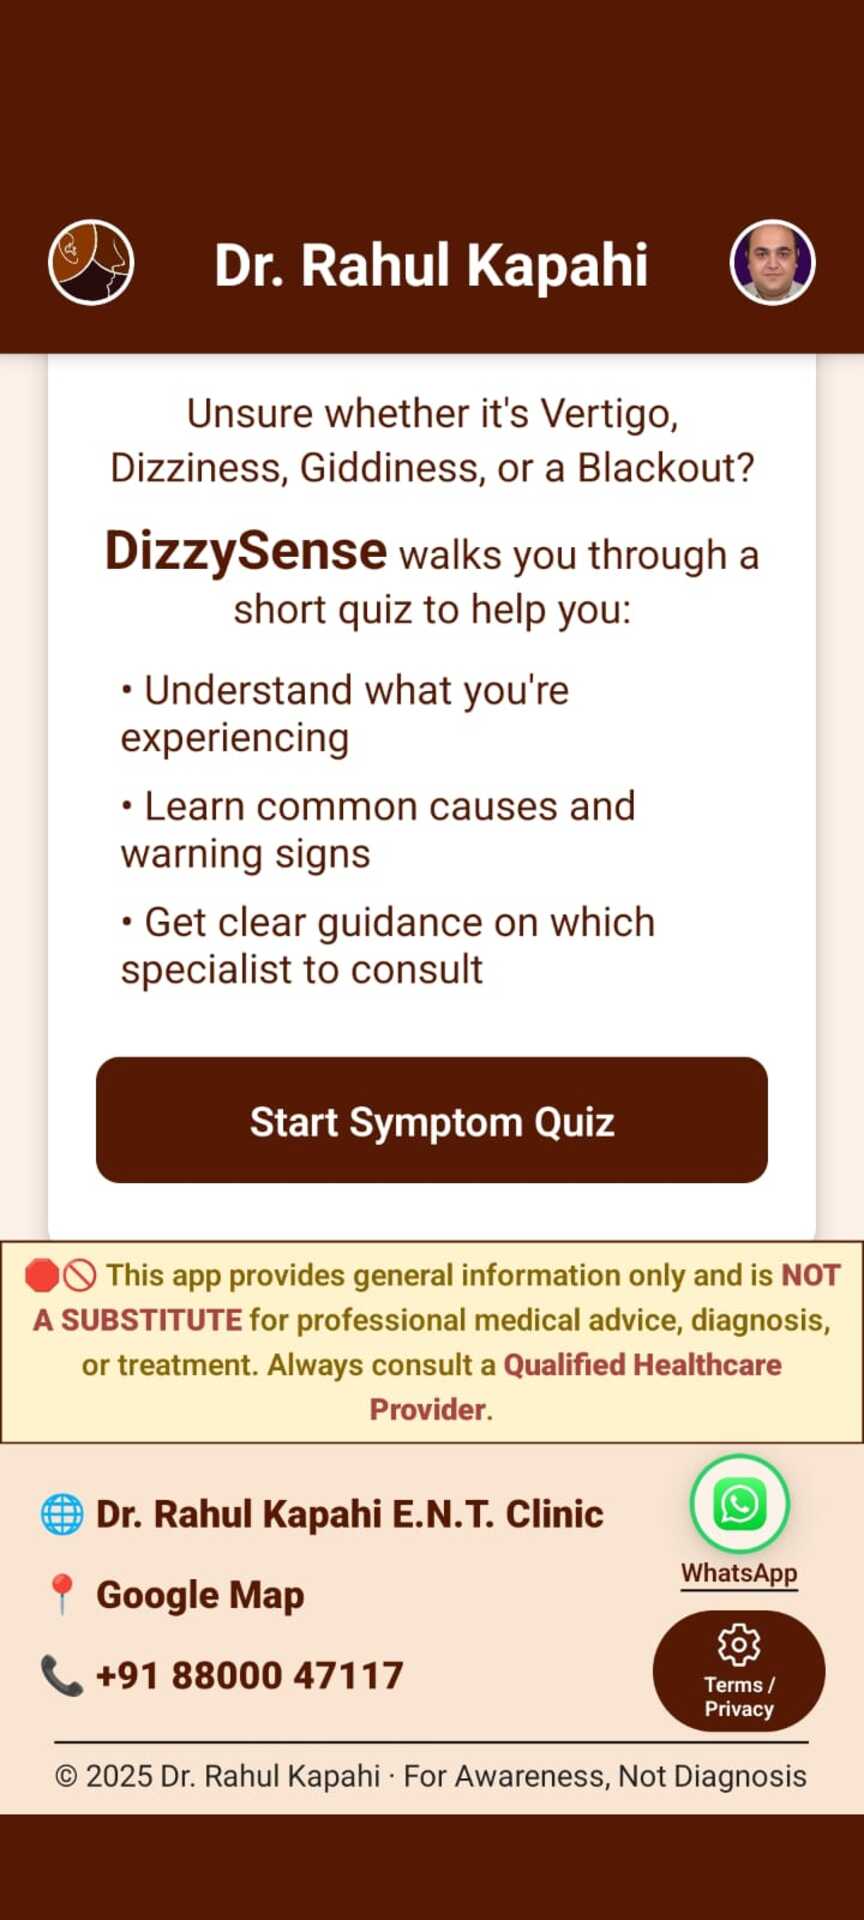 Dr. Rahul Kapahi
Unsure whether it's Vertigo,
Dizziness, Giddiness, or a Blackout?
DizzySense walks you through a
short quiz to help you:
• Understand what you're
experiencing
• Learn common causes and
warning signs
• Get clear guidance on which
specialist to consult
Start Symptom Quiz
🛑🚫 This app provides general information only and is NOT
A SUBSTITUTE for professional medical advice, diagnosis,
or treatment. Always consult a Qualified Healthcare
Provider.
🌐 Dr. Rahul Kapahi E.N.T. Clinic
WhatsApp
📍 Google Map
📞 +91 88000 47117
Terms /
Privacy
© 2025 Dr. Rahul Kapahi · For Awareness, Not Diagnosis